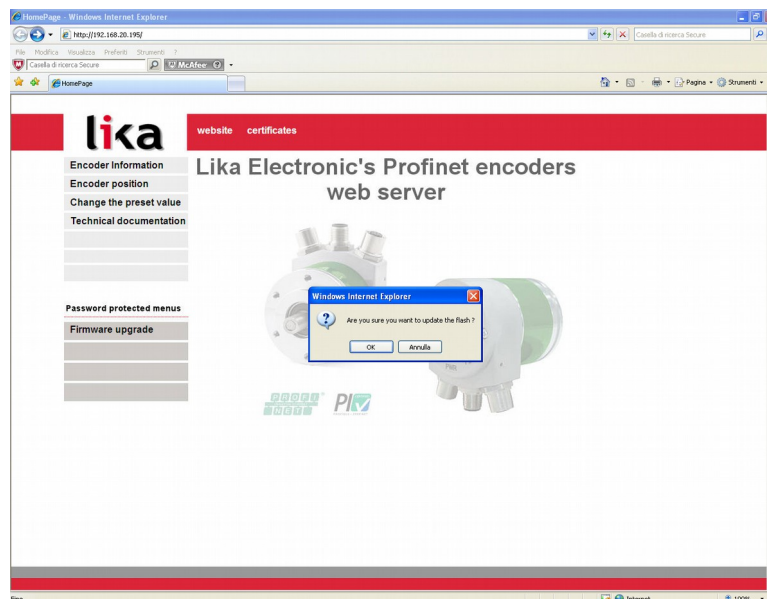 HomePage - Windows Internet Explorer
http://192.168.20.195/
Casella di ricerca Secure
File Modifica Visualizza Preferiti Strumenti ?
Casella di ricerca Secure
McAfee
HomePage
Pagina
Strumenti
lika
website certificates
Encoder Information
Encoder position
Change the preset value
Technical documentation
Password protected menus
Firmware upgrade
Lika Electronic's Profinet encoders
web server
Windows Internet Explorer
Are you sure you want to update the flash ?
OK Annulla
PROFI
NET
PI
Fine
Internet
100%